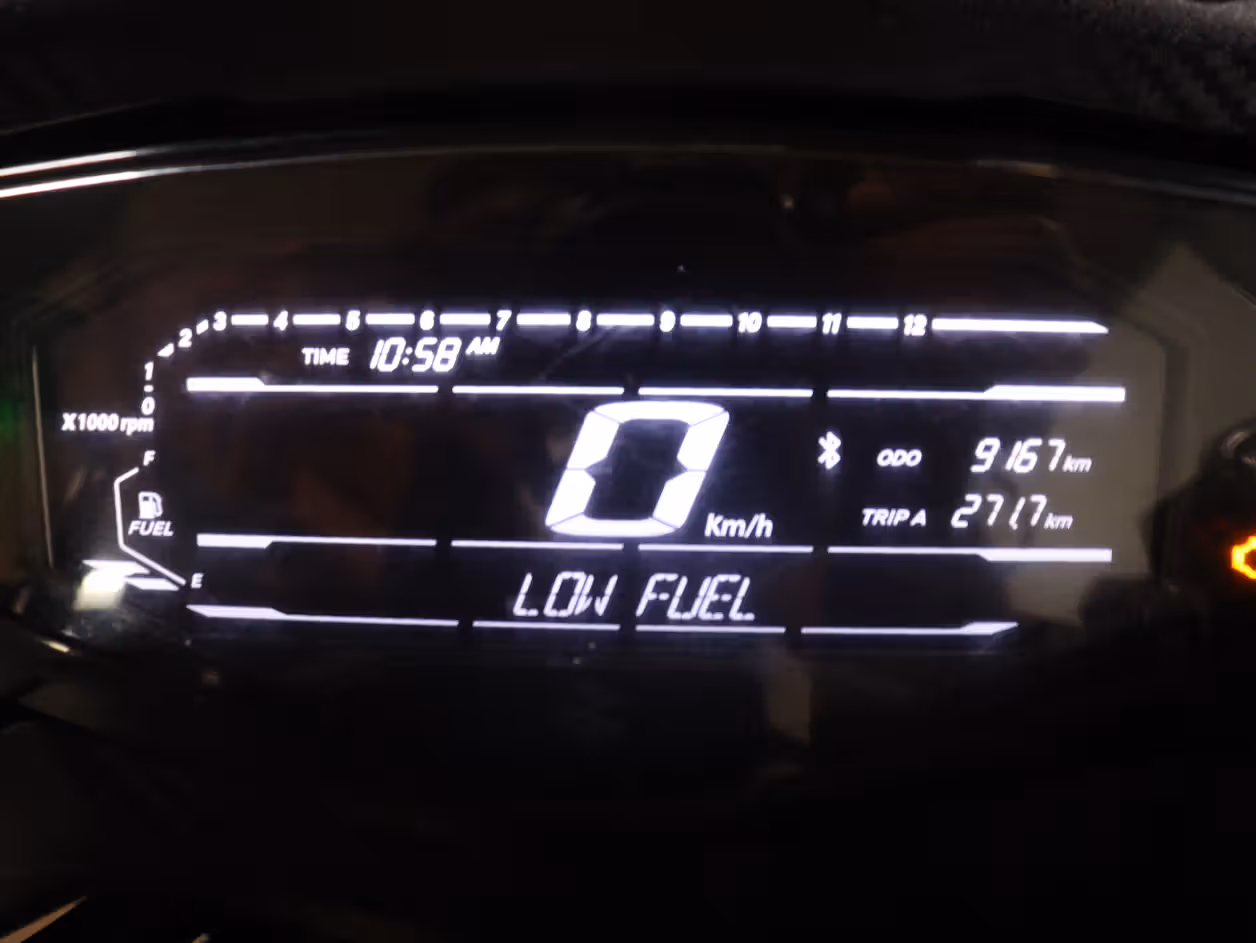 3 4 5 6 7 8 9 10 11 12
2
1
0
TIME 10:58 AM
X1000 rpm
F
FUEL
E
0 Km/h
ODO 9167 km
TRIP A 271.7 km
LOW FUEL